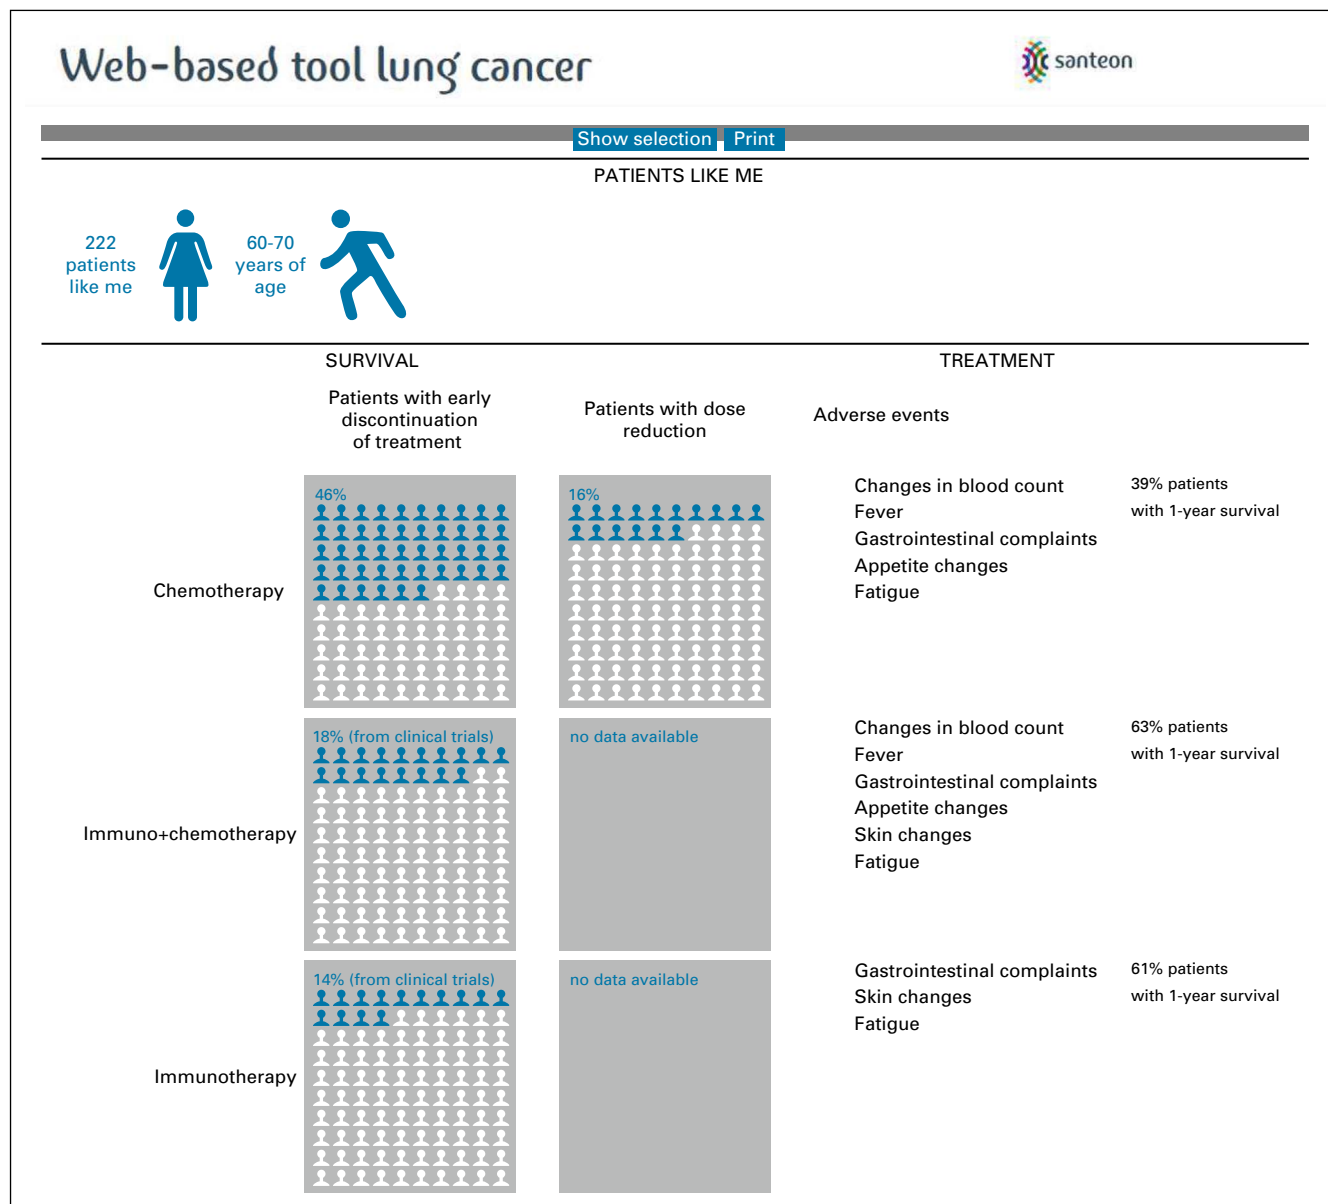 Web-based tool lung cancer
santeon
Show selection
Print
PATIENTS LIKE ME
222
patients
like me
60-70
years of
age
SURVIVAL
TREATMENT
Patients with early
discontinuation
of treatment
Patients with dose
reduction
Adverse events
Chemotherapy
46%
16%
Changes in blood count
Fever
Gastrointestinal complaints
Appetite changes
Fatigue
39% patients
with 1-year survival
Immuno+chemotherapy
18% (from clinical trials)
no data available
Changes in blood count
Fever
Gastrointestinal complaints
Appetite changes
Skin changes
Fatigue
63% patients
with 1-year survival
Immunotherapy
14% (from clinical trials)
no data available
Gastrointestinal complaints
Skin changes
Fatigue
61% patients
with 1-year survival